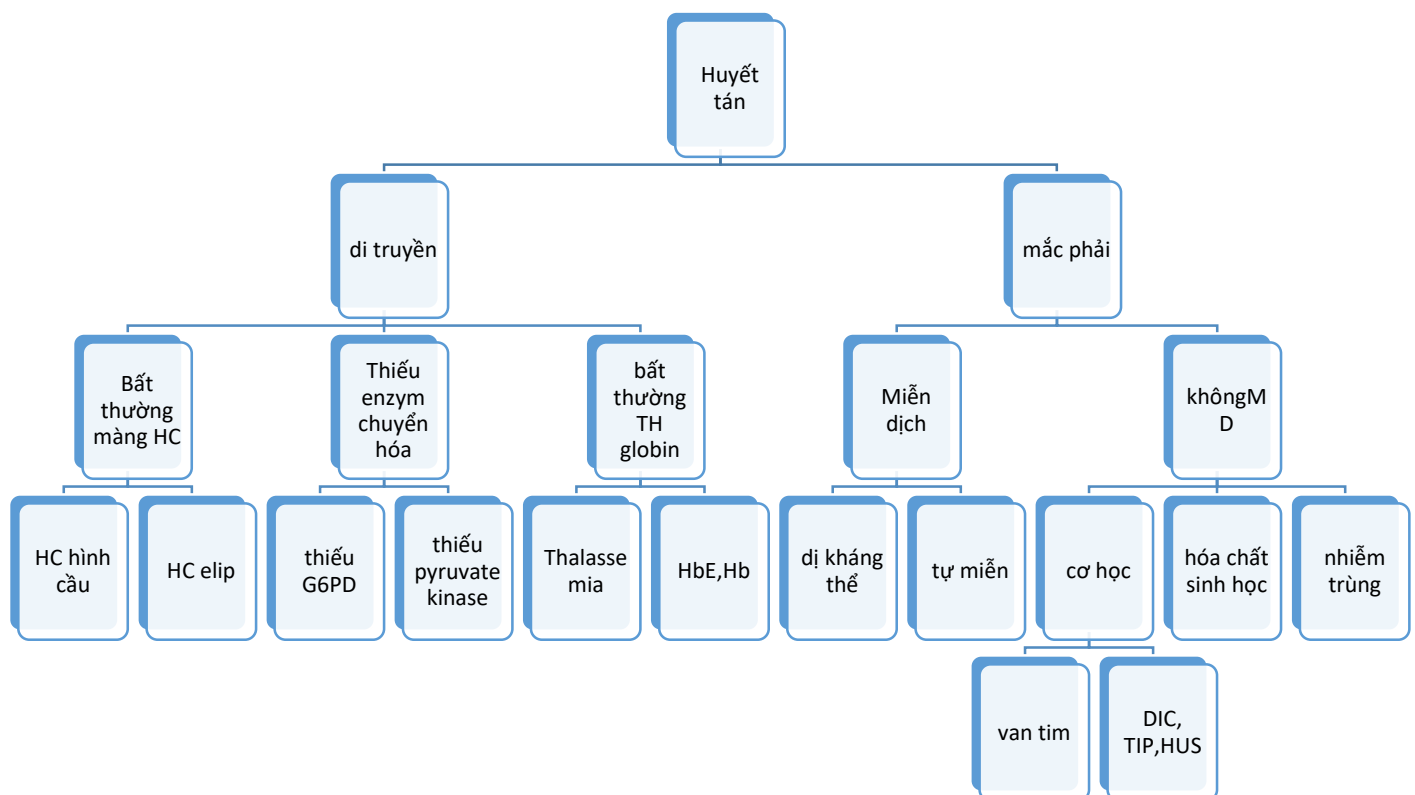 Huyết
tán
di truyền
mắc phải
Bất
thường
màng HC
Thiếu
enzym
chuyển
hóa
bất
thường
TH
globin
Miễn
dịch
khôngM
D
HC hình
cầu
HC elip
thiếu
G6PD
thiếu
pyruvate
kinase
Thalasse
mia
HbE,Hb
dị kháng
thể
tự miễn
cơ học
hóa chất
sinh học
nhiễm
trùng
van tim
DIC,
TIP,HUS